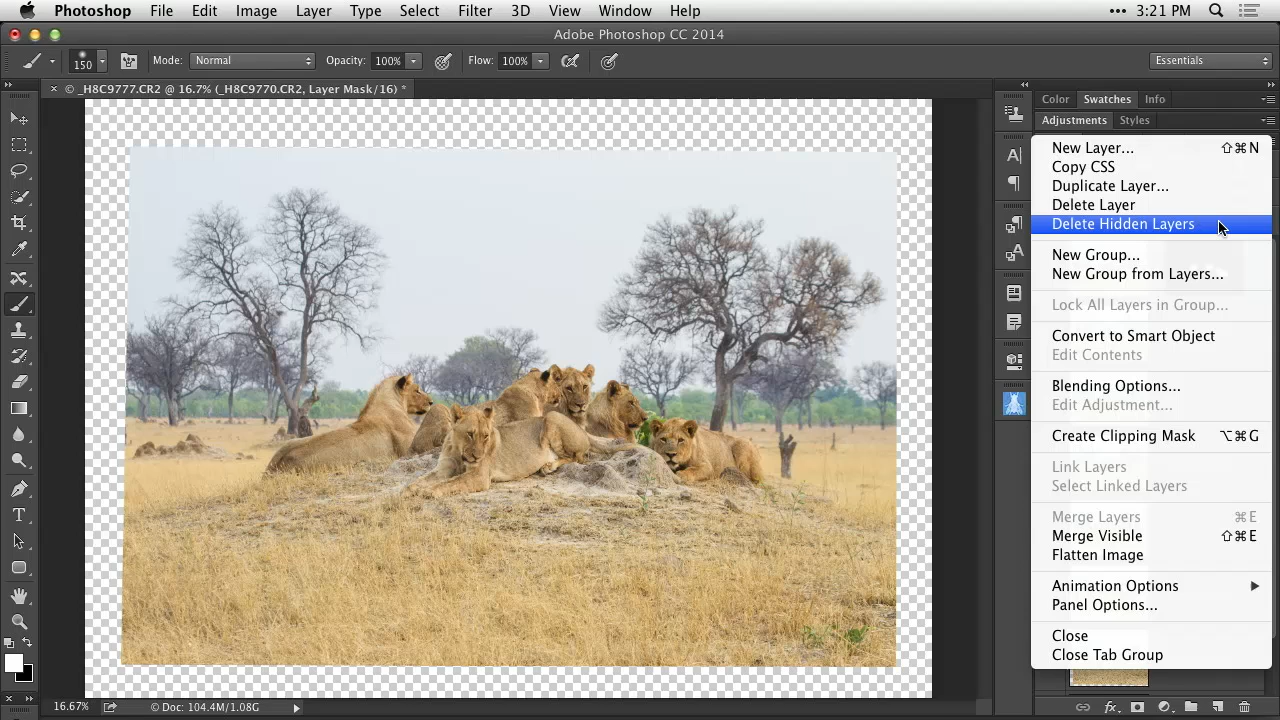 Photoshop File Edit Image Layer Type Select Filter 3D View Window Help ••• 3:21 PM
Adobe Photoshop CC 2014
150 Mode: Normal Opacity: 100% Flow: 100% Essentials
× © _H8C9777.CR2 @ 16.7% (_H8C9770.CR2, Layer Mask/16) *
Color Swatches Info
Adjustments Styles
New Layer... ⇧⌘N
Copy CSS
Duplicate Layer...
Delete Layer
Delete Hidden Layers
New Group...
New Group from Layers...
Lock All Layers in Group...
Convert to Smart Object
Edit Contents
Blending Options...
Edit Adjustment...
Create Clipping Mask ⌥⌘G
Link Layers
Select Linked Layers
Merge Layers ⌘E
Merge Visible ⇧⌘E
Flatten Image
Animation Options ▶
Panel Options...
Close
Close Tab Group
16.67% © Doc: 104.4M/1.08G